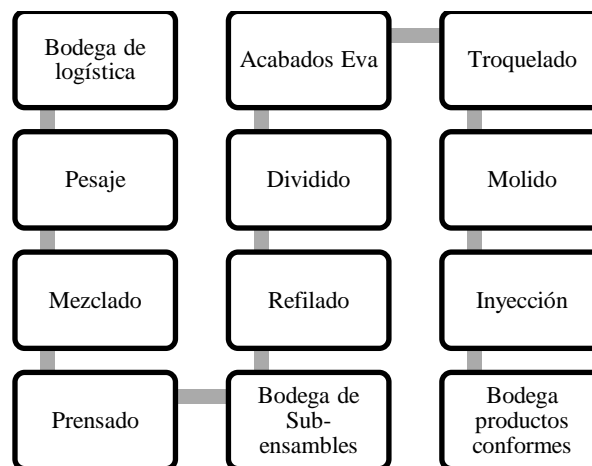 Bodega de
logística
Pesaje
Mezclado
Prensado
Bodega de
Sub-
ensambles
Refilado
Dividido
Acabados Eva
Troquelado
Molido
Inyección
Bodega
productos
conformes